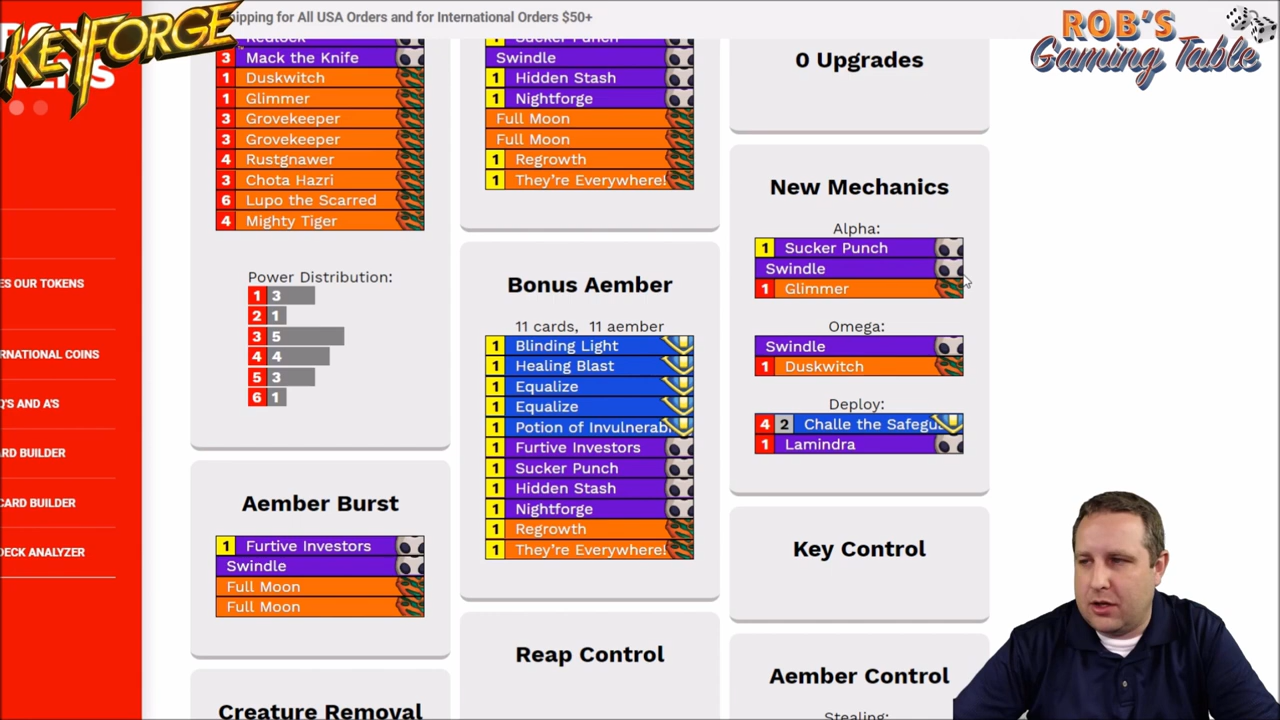 KEYFORGE
hipping for All USA Orders and for International Orders $50+
ROB'S
Gaming Table
ES OUR TOKENS
RNATIONAL COINS
Q'S AND A'S
RD BUILDER
CARD BUILDER
DECK ANALYZER
3 Mack the Knife
1 Duskwitch
1 Glimmer
3 Grovekeeper
3 Grovekeeper
4 Rustgnawer
3 Chota Hazri
6 Lupo the Scarred
4 Mighty Tiger
Power Distribution:
1 3
2 1
3 5
4 4
5 3
6 1
Aember Burst
1 Furtive Investors
Swindle
Full Moon
Full Moon
Creature Removal
1 Sucker Punch
Swindle
1 Hidden Stash
1 Nightforge
Full Moon
Full Moon
1 Regrowth
1 They're Everywhere!
Bonus Aember
11 cards, 11 aember
1 Blinding Light
1 Healing Blast
1 Equalize
1 Equalize
1 Potion of Invulnerab
1 Furtive Investors
1 Sucker Punch
1 Hidden Stash
1 Nightforge
1 Regrowth
1 They're Everywhere!
Reap Control
0 Upgrades
New Mechanics
Alpha:
1 Sucker Punch
Swindle
1 Glimmer
Omega:
Swindle
1 Duskwitch
Deploy:
4 2 Challe the Safegu
1 Lamindra
Key Control
Aember Control
Stealing: